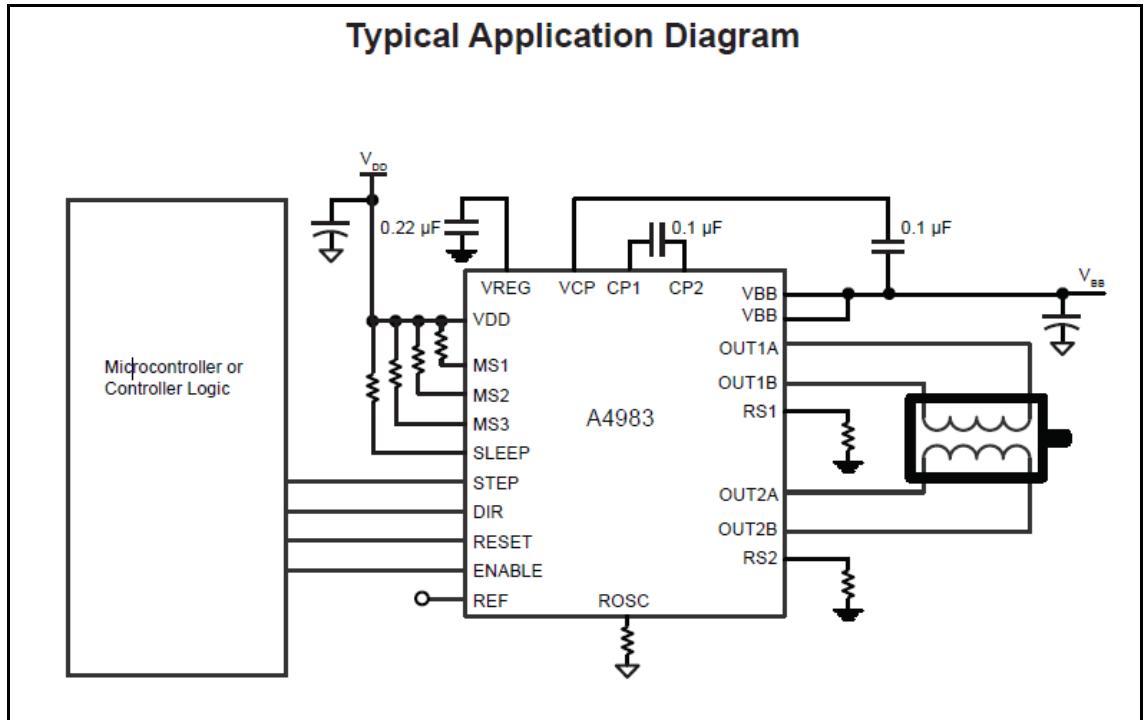 Typical Application Diagram
VDD
0.22 µF
0.1 µF
0.1 µF
VREG
VCP
CP1
CP2
VBB
VBB
VBB
VDD
OUT1A
Microcontroller or
Controller Logic
MS1
OUT1B
MS2
RS1
MS3
A4983
SLEEP
STEP
OUT2A
DIR
OUT2B
RESET
RS2
ENABLE
REF
ROSC